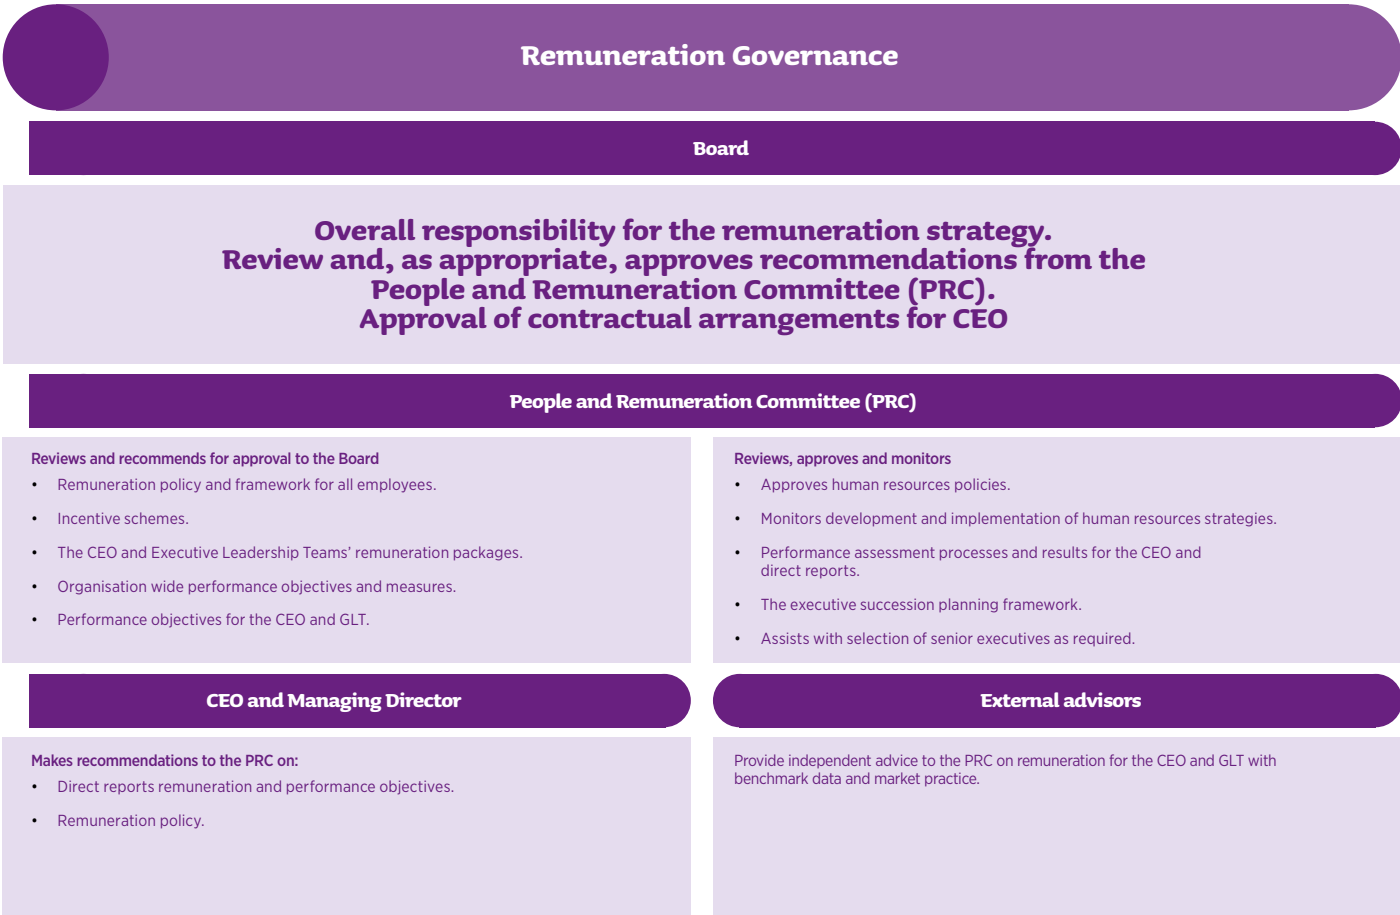 Remuneration Governance
Board
Overall responsibility for the remuneration strategy.
Review and, as appropriate, approves recommendations from the
People and Remuneration Committee (PRC).
Approval of contractual arrangements for CEO
People and Remuneration Committee (PRC)
Reviews and recommends for approval to the Board
• Remuneration policy and framework for all employees.
• Incentive schemes.
• The CEO and Executive Leadership Teams' remuneration packages.
• Organisation wide performance objectives and measures.
• Performance objectives for the CEO and GLT.
Reviews, approves and monitors
• Approves human resources policies.
• Monitors development and implementation of human resources strategies.
• Performance assessment processes and results for the CEO and
direct reports.
• The executive succession planning framework.
• Assists with selection of senior executives as required.
CEO and Managing Director
Makes recommendations to the PRC on:
• Direct reports remuneration and performance objectives.
• Remuneration policy.
External advisors
Provide independent advice to the PRC on remuneration for the CEO and GLT with
benchmark data and market practice.